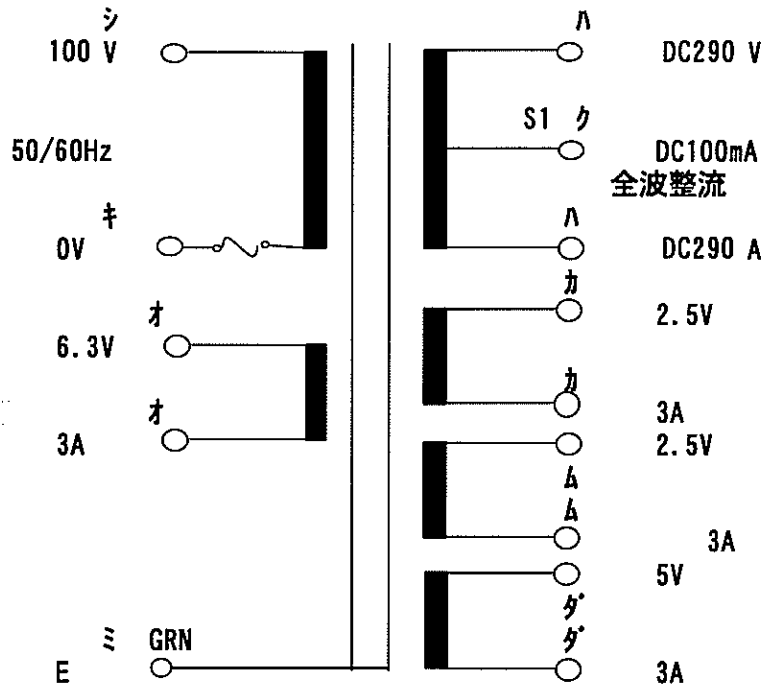 シ
100 V
50/60Hz
キ
0V
オ
6.3V
オ
3A
ミ GRN
E
ハ
DC290 V
S1 ク
DC100mA
全波整流
ハ
DC290 A
カ
2.5V
カ
3A
2.5V
ム
ム
3A
5V
ダ
ダ
3A